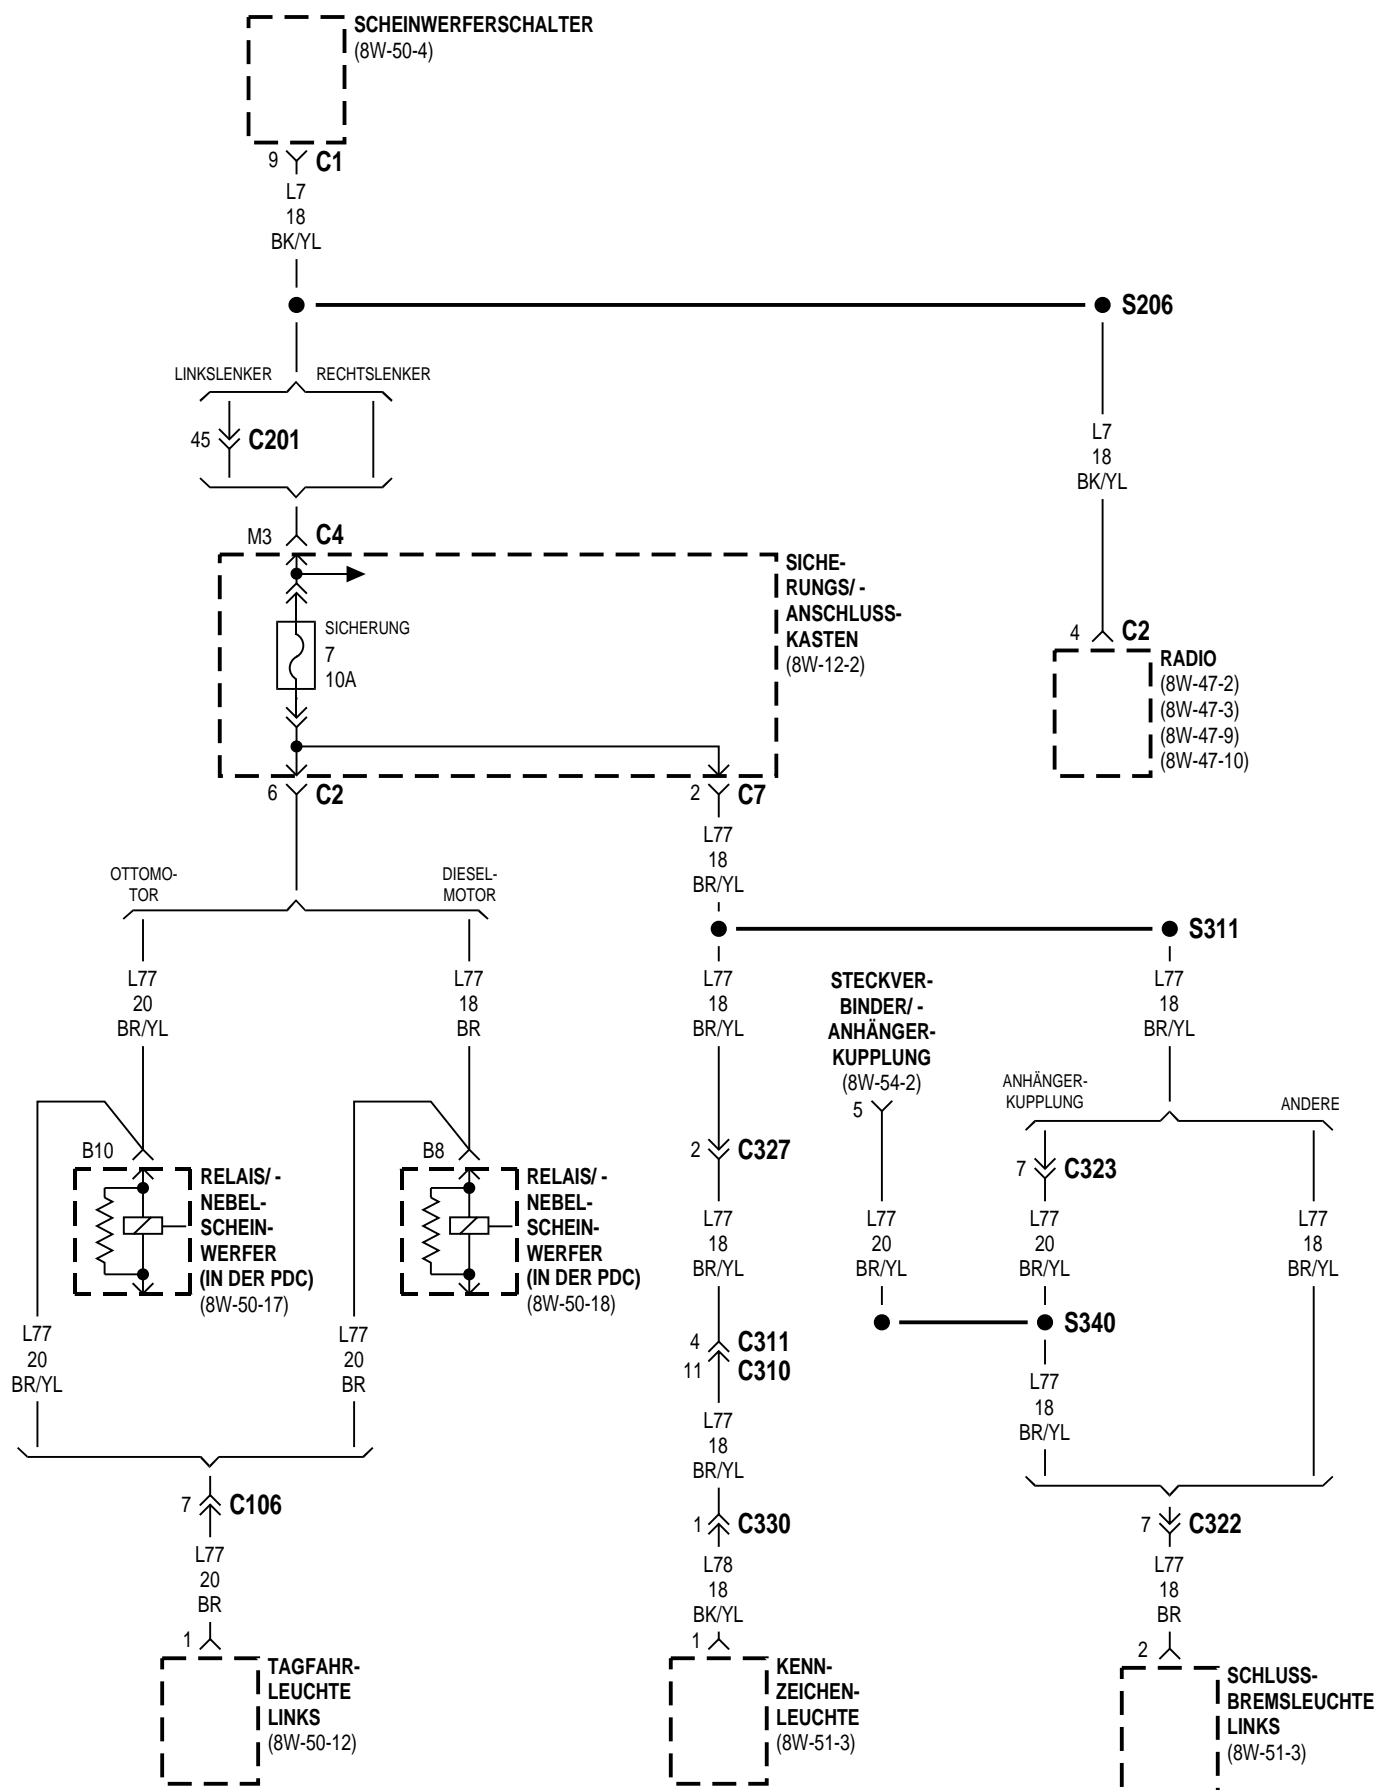 SCHEINWERFERSCHALTER
(8W-50-4)
9 C1
L7
18
BK/YL
S206
LINKSLENKER RECHTSLENKER
45 C201
L7
18
BK/YL
M3 C4
SICHE-
RUNGS/ -
ANSCHLUSS-
KASTEN
(8W-12-2)
SICHERUNG
7
10A
4 C2
RADIO
(8W-47-2)
(8W-47-3)
(8W-47-9)
(8W-47-10)
6 C2
2 C7
L77
18
BR/YL
OTTOMO-
TOR
DIESEL-
MOTOR
S311
L77
20
BR/YL
L77
18
BR
L77
18
BR/YL
STECKVER-
BINDER/ -
ANHÄNGER-
KUPPLUNG
(8W-54-2)
5
L77
18
BR/YL
ANHÄNGER-
KUPPLUNG
ANDERE
B10
RELAIS/ -
NEBEL-
SCHEIN-
WERFER
(IN DER PDC)
(8W-50-17)
B8
RELAIS/ -
NEBEL-
SCHEIN-
WERFER
(IN DER PDC)
(8W-50-18)
2 C327
7 C323
L77
18
BR/YL
L77
20
BR/YL
L77
20
BR/YL
L77
18
BR/YL
S340
L77
20
BR/YL
L77
20
BR
4 C311
11 C310
L77
18
BR/YL
L77
18
BR/YL
7 C106
1 C330
7 C322
L77
20
BR
L78
18
BK/YL
L77
18
BR
1
TAGFAHR-
LEUCHTE
LINKS
(8W-50-12)
1
KENN-
ZEICHEN-
LEUCHTE
(8W-51-3)
2
SCHLUSS-
BREMSLEUCHTE
LINKS
(8W-51-3)